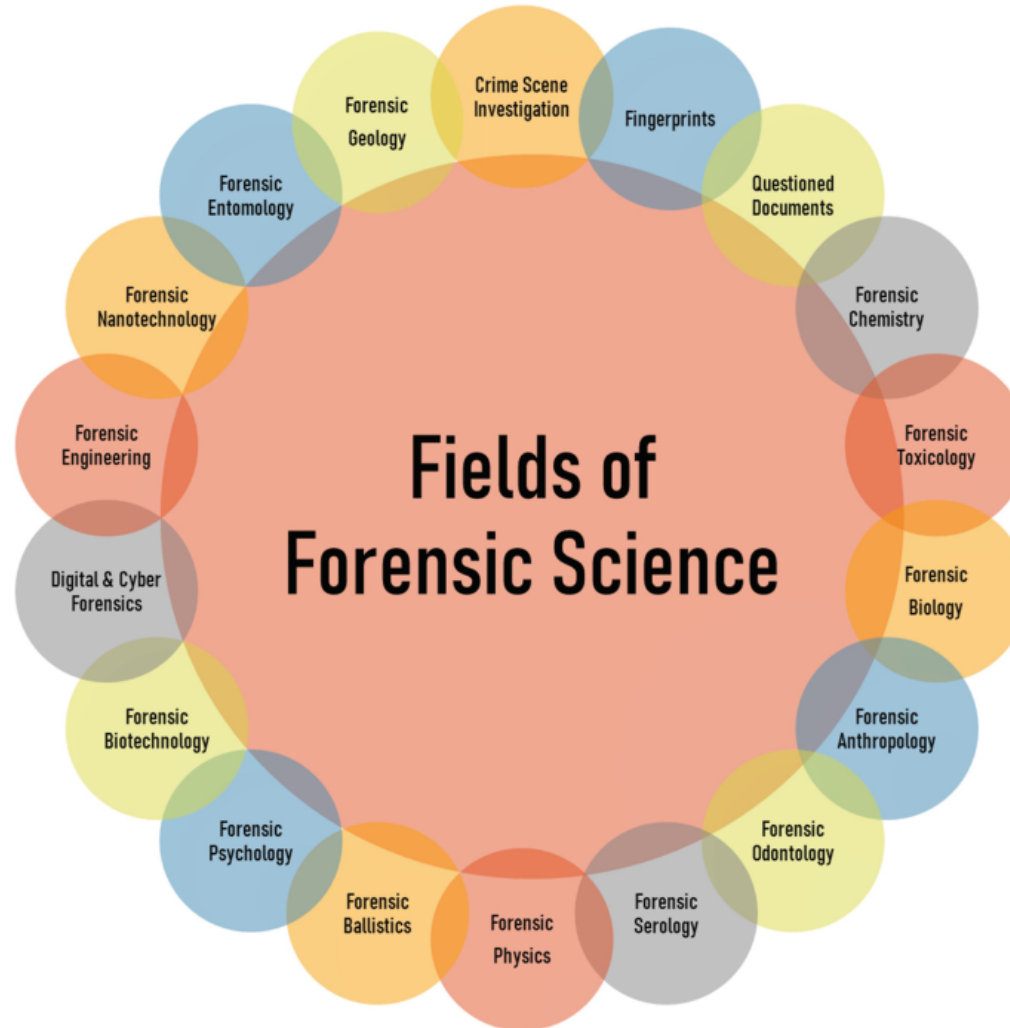 Crime Scene
Investigation
Fingerprints
Questioned
Documents
Forensic
Chemistry
Forensic
Toxicology
Forensic
Biology
Forensic
Anthropology
Forensic
Odontology
Forensic
Serology
Forensic
Physics
Forensic
Ballistics
Forensic
Psychology
Forensic
Biotechnology
Digital & Cyber
Forensics
Forensic
Engineering
Forensic
Nanotechnology
Forensic
Entomology
Forensic
Geology
Fields of
Forensic Science